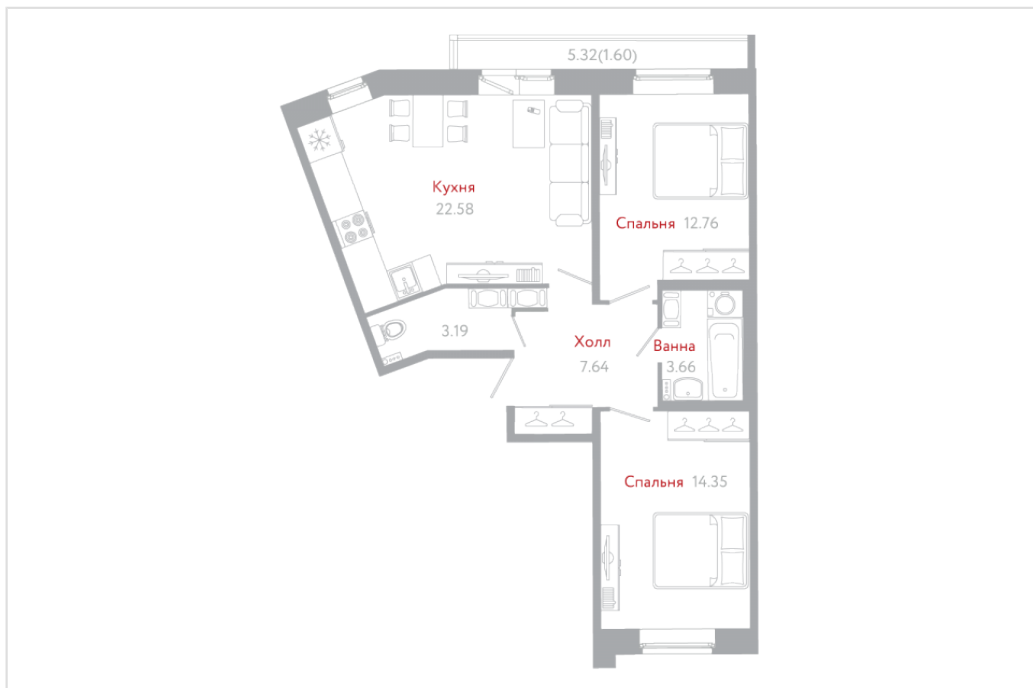 5.32(1.60)
Кухня
22.58
Спальня 12.76
3.19
Холл
7.64
Ванна
3.66
Спальня 14.35